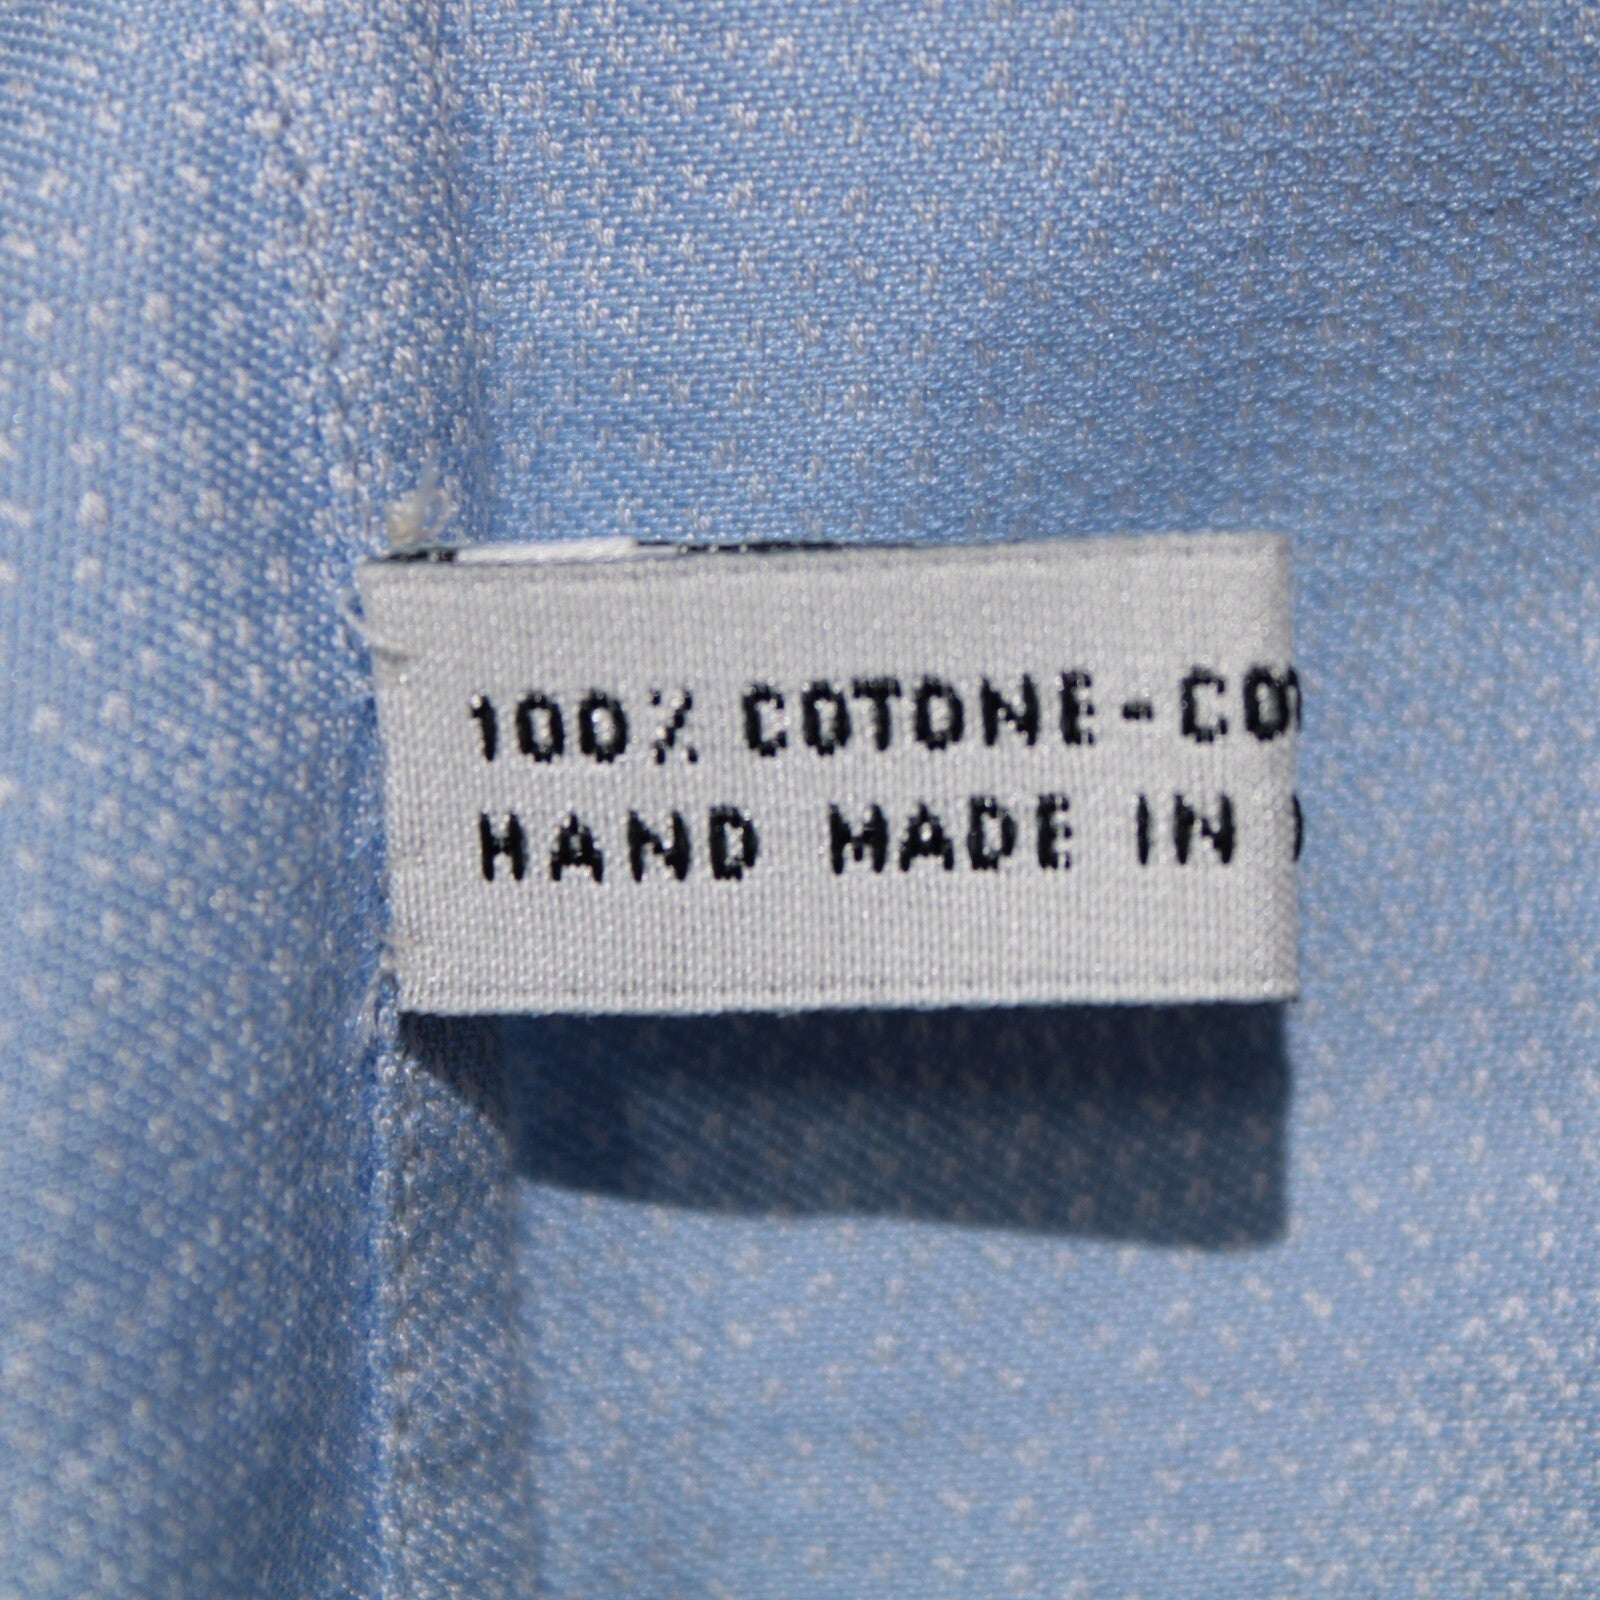 100% COTONE-CO
HAND MADE IN